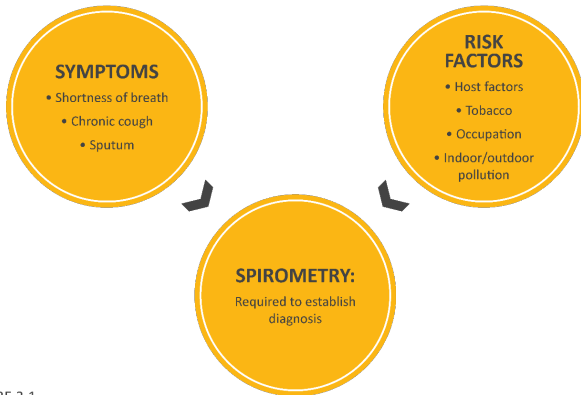 SYMPTOMS
• Shortness of breath
• Chronic cough
• Sputum
RISK
FACTORS
• Host factors
• Tobacco
• Occupation
• Indoor/outdoor
pollution
SPIROMETRY:
Required to establish
diagnosis